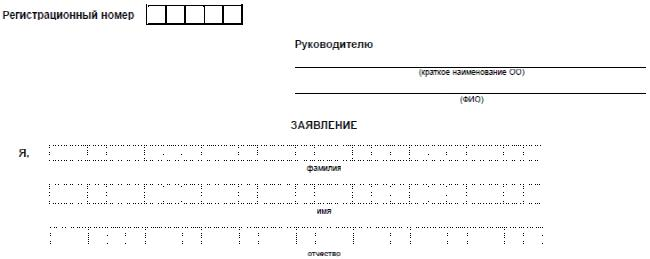 Регистрационный номер
Руководителю
(краткое наименование ОО)
(ФИО)
ЗАЯВЛЕНИЕ
Я,
фамилия
имя
отчество